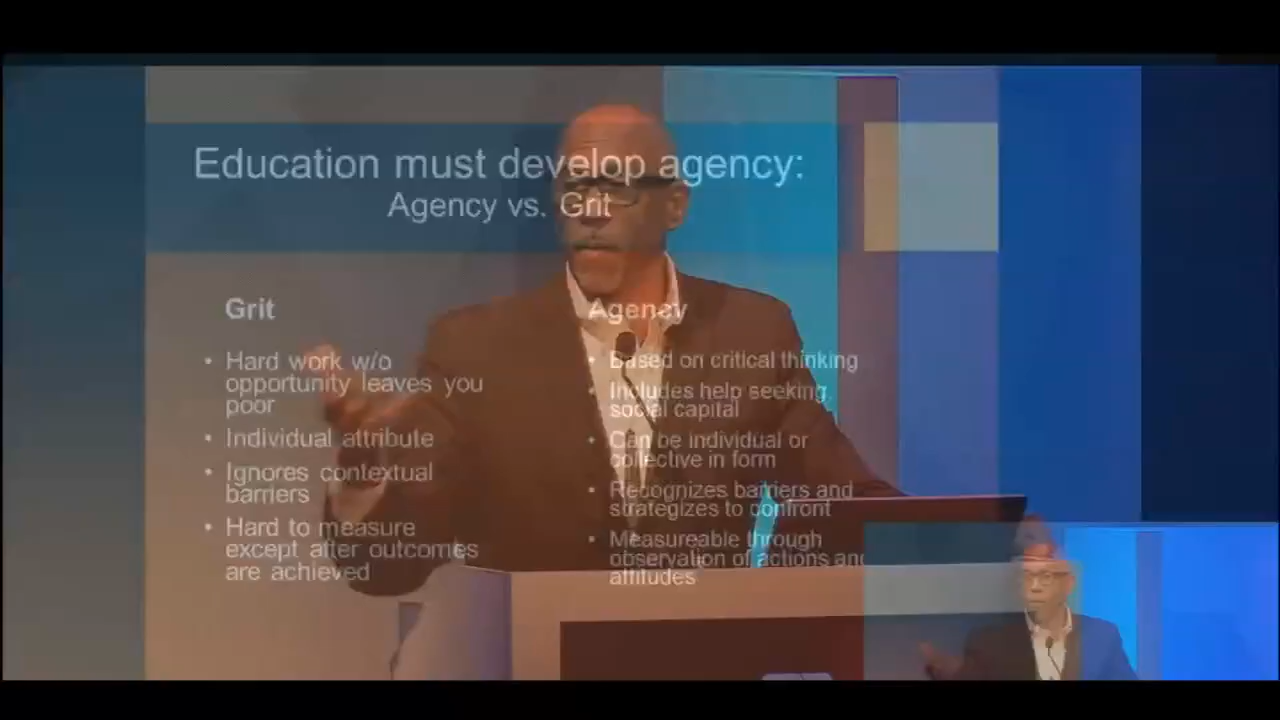 Education must develop agency:
Agency vs. Grit
Grit
• Hard work w/o
opportunity leaves you
poor
• Individual attribute
• Ignores contextual
barriers
• Hard to measure
except after outcomes
are achieved
Agency
• Based on critical thinking
• Includes help seeking,
social capital
• Can be individual or
collective in form
• Recognizes barriers and
strategizes to confront
• Measureable through
observation of actions and
attitudes